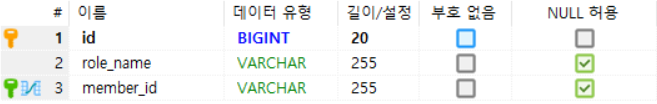 # 이름 데이터 유형 길이/설정 부호 없음 NULL 허용
1 id BIGINT 20
2 role_name VARCHAR 255
3 member_id VARCHAR 255